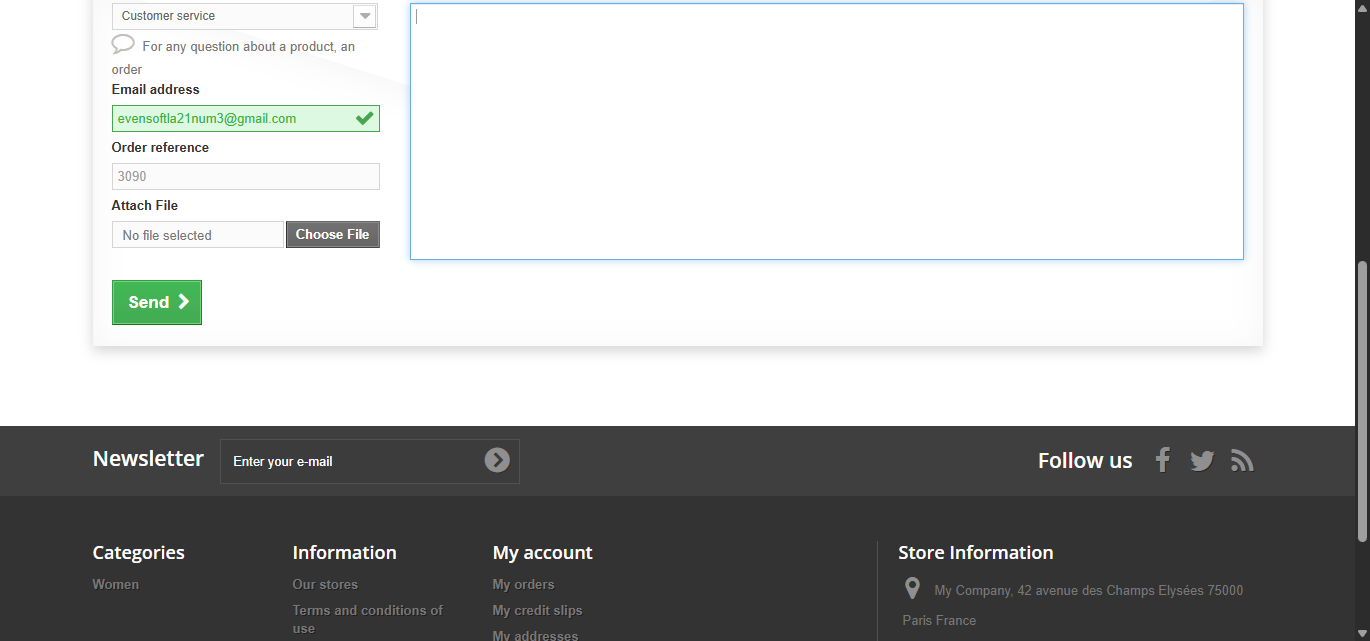 Customer service
For any question about a product, an
order
Email address
evensoftla21num3@gmail.com
Order reference
3090
Attach File
No file selected
Choose File
Send
Newsletter
Enter your e-mail
Follow us
Categories
Women
Information
Our stores
Terms and conditions of
use
My account
My orders
My credit slips
My addresses
Store Information
My Company, 42 avenue des Champs Elysées 75000
Paris France